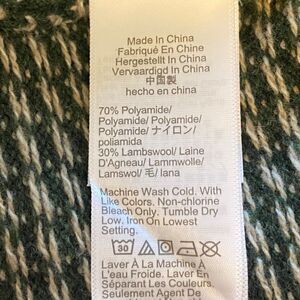 Made In China
Fabriqué En Chine
Hergestellt In China
Vervaardigd In China
中国製
hecho en china
70% Polyamide/
Polyamide/ Polyamide/
Polyamide/ ナイロン/
poliamida
30% Lambswool/ Laine
D'Agneau/ Lammwolle/
Lamswol/ 毛/ lana
Machine Wash Cold. With
Like Colors. Non-chlorine
Bleach Only. Tumble Dry
Low. Iron On Lowest
Setting.
30
Laver À La Machine À
L'eau Froide. Laver En
Séparant Les Couleurs.
Seulement Agent De